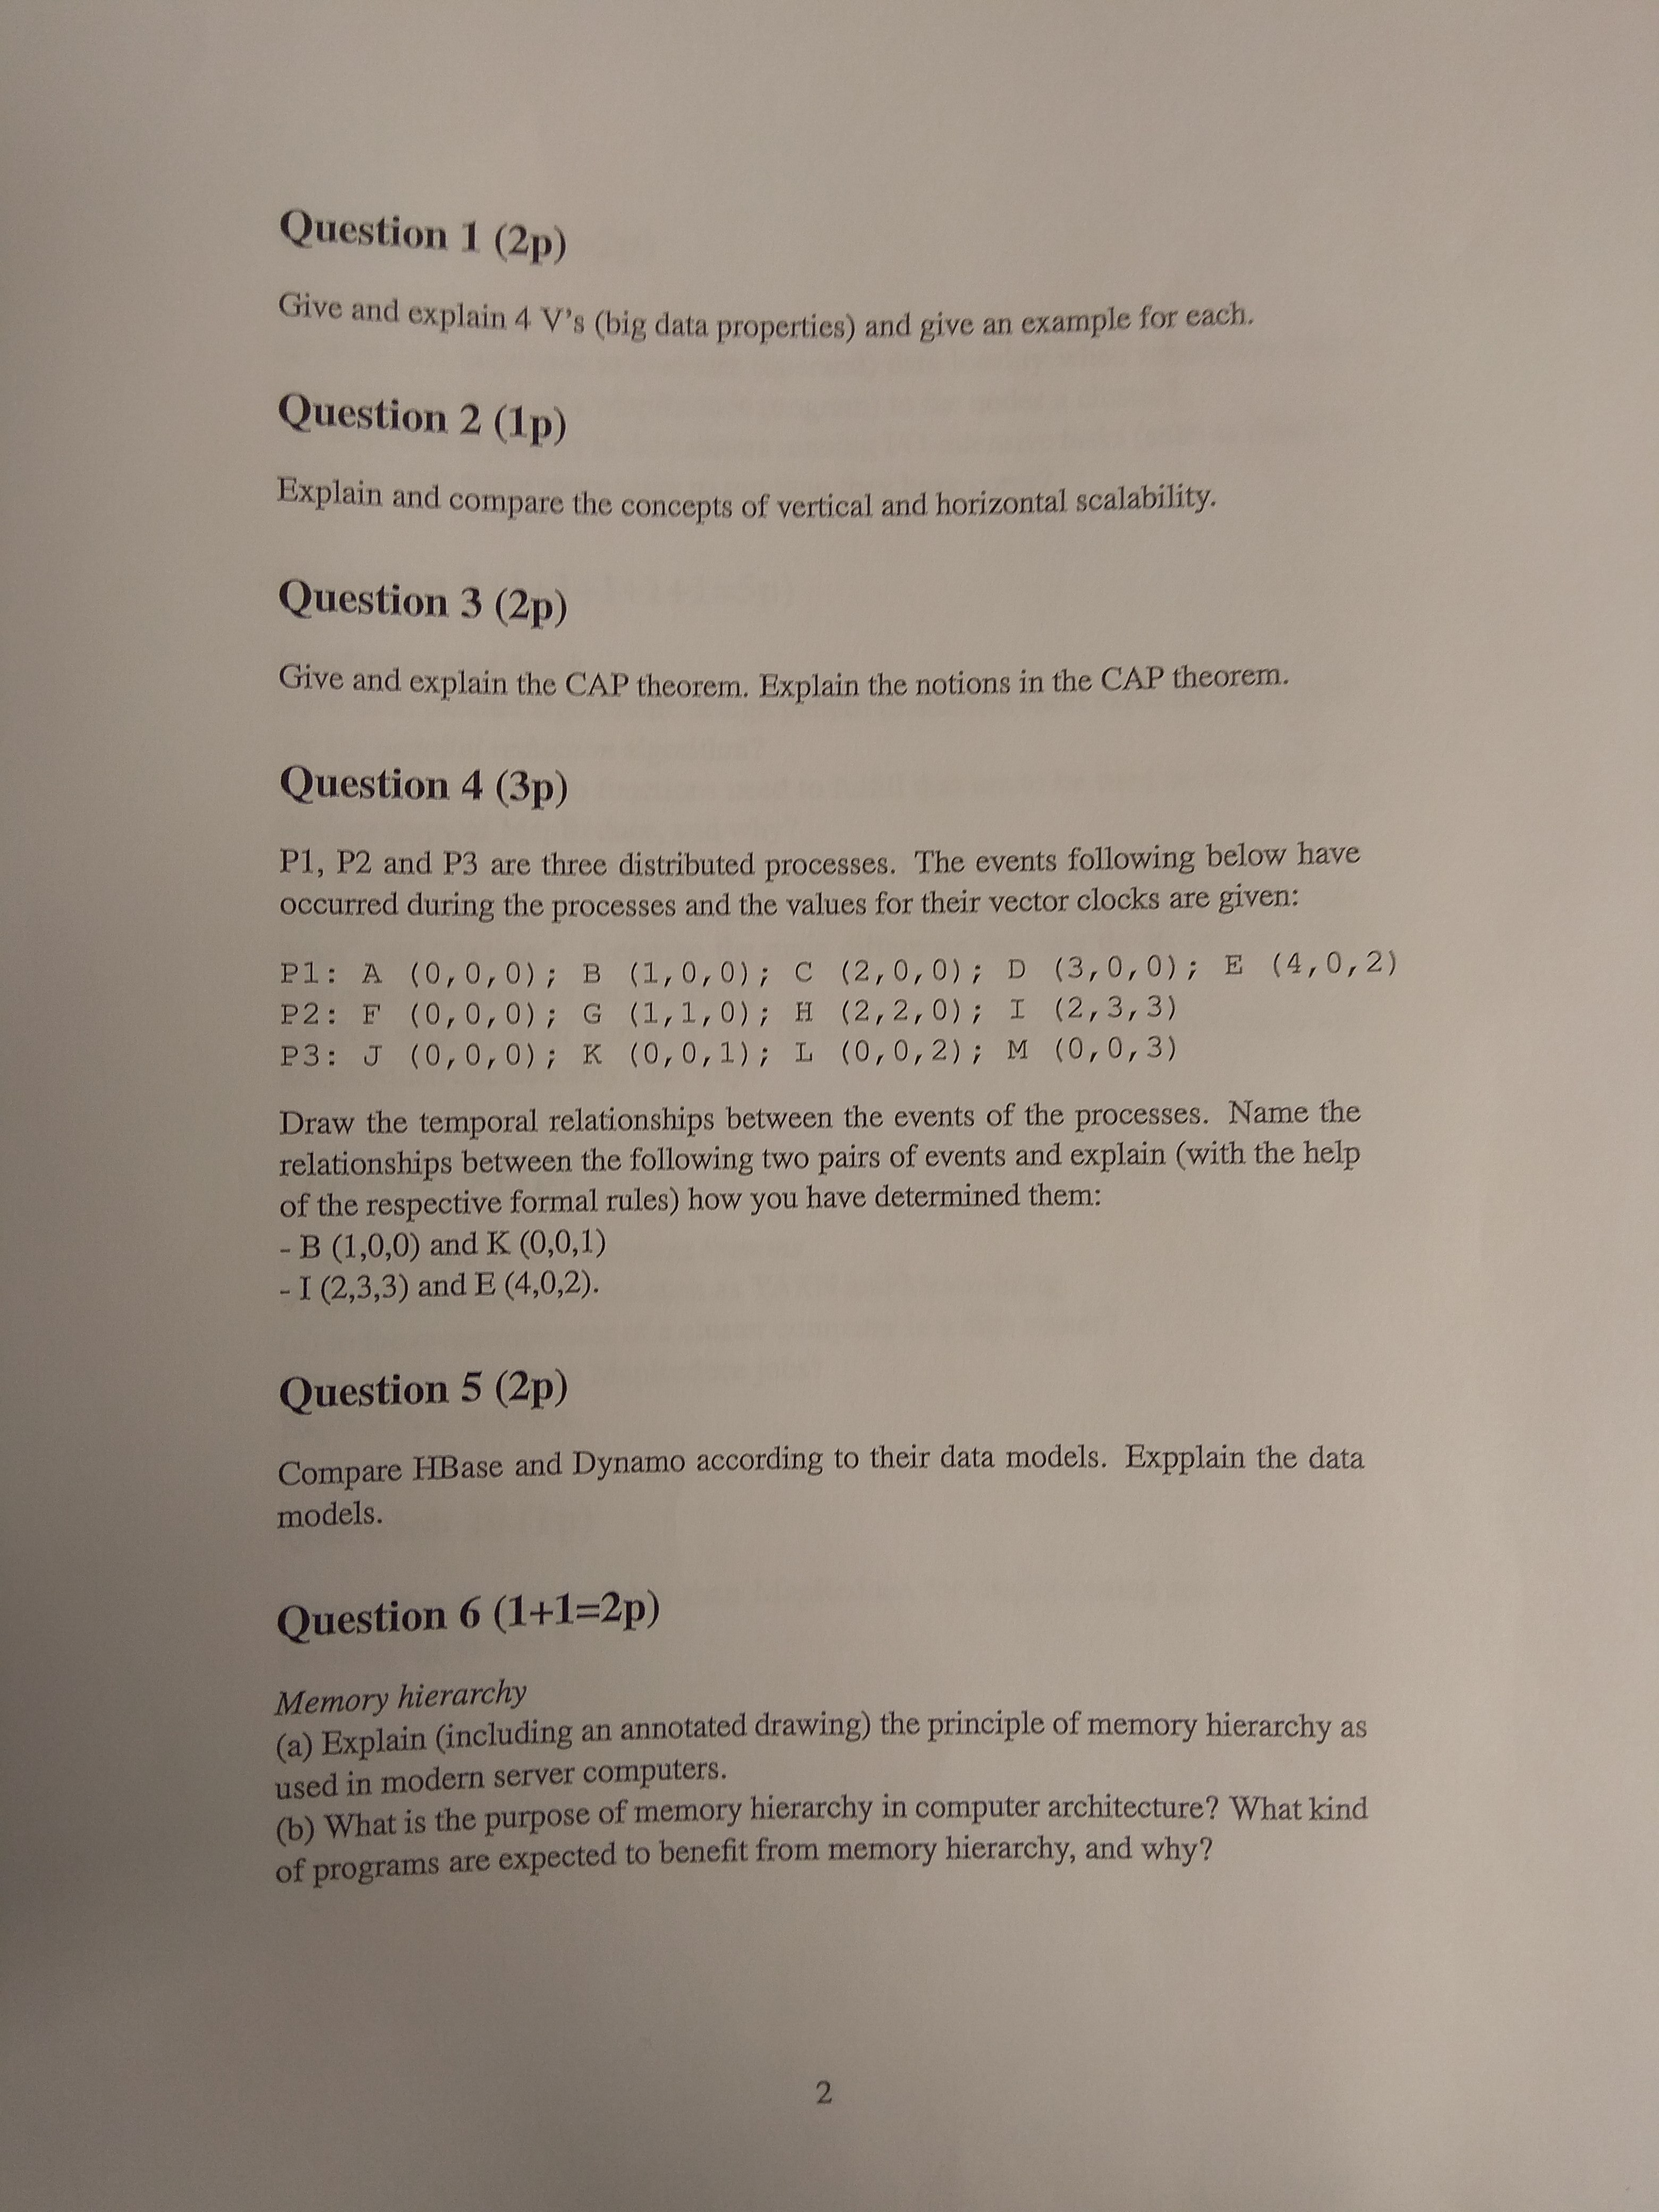 Question 1 (2p)
Give and explain 4 V's (big data properties) and give an example for each.
Question 2 (1p)
Explain and compare the concepts of vertical and horizontal scalability.
Question 3 (2p)
Give and explain the CAP theorem. Explain the notions in the CAP theorem.
Question 4 (3p)
P1, P2 and P3 are three distributed processes. The events following below have
occurred during the processes and the values for their vector clocks are given:
P1: A (0,0,0); B (1,0,0); C (2,0,0); D (3,0,0); E (4,0,2)
P2: F (0,0,0); G (1,1,0); H (2,2,0); I (2,3,3)
P3: J (0,0,0); K (0,0,1); L (0,0,2); M (0,0,3)
Draw the temporal relationships between the events of the processes. Name the
relationships between the following two pairs of events and explain (with the help
of the respective formal rules) how you have determined them:
- B (1,0,0) and K (0,0,1)
- I (2,3,3) and E (4,0,2).
Question 5 (2p)
Compare HBase and Dynamo according to their data models. Expplain the data
models.
Question 6 (1+1=2p)
Memory hierarchy
(a) Explain (including an annotated drawing) the principle of memory hierarchy as
used in modern server computers.
(b) What is the purpose of memory hierarchy in computer architecture? What kind
of programs are expected to benefit from memory hierarchy, and why?
2